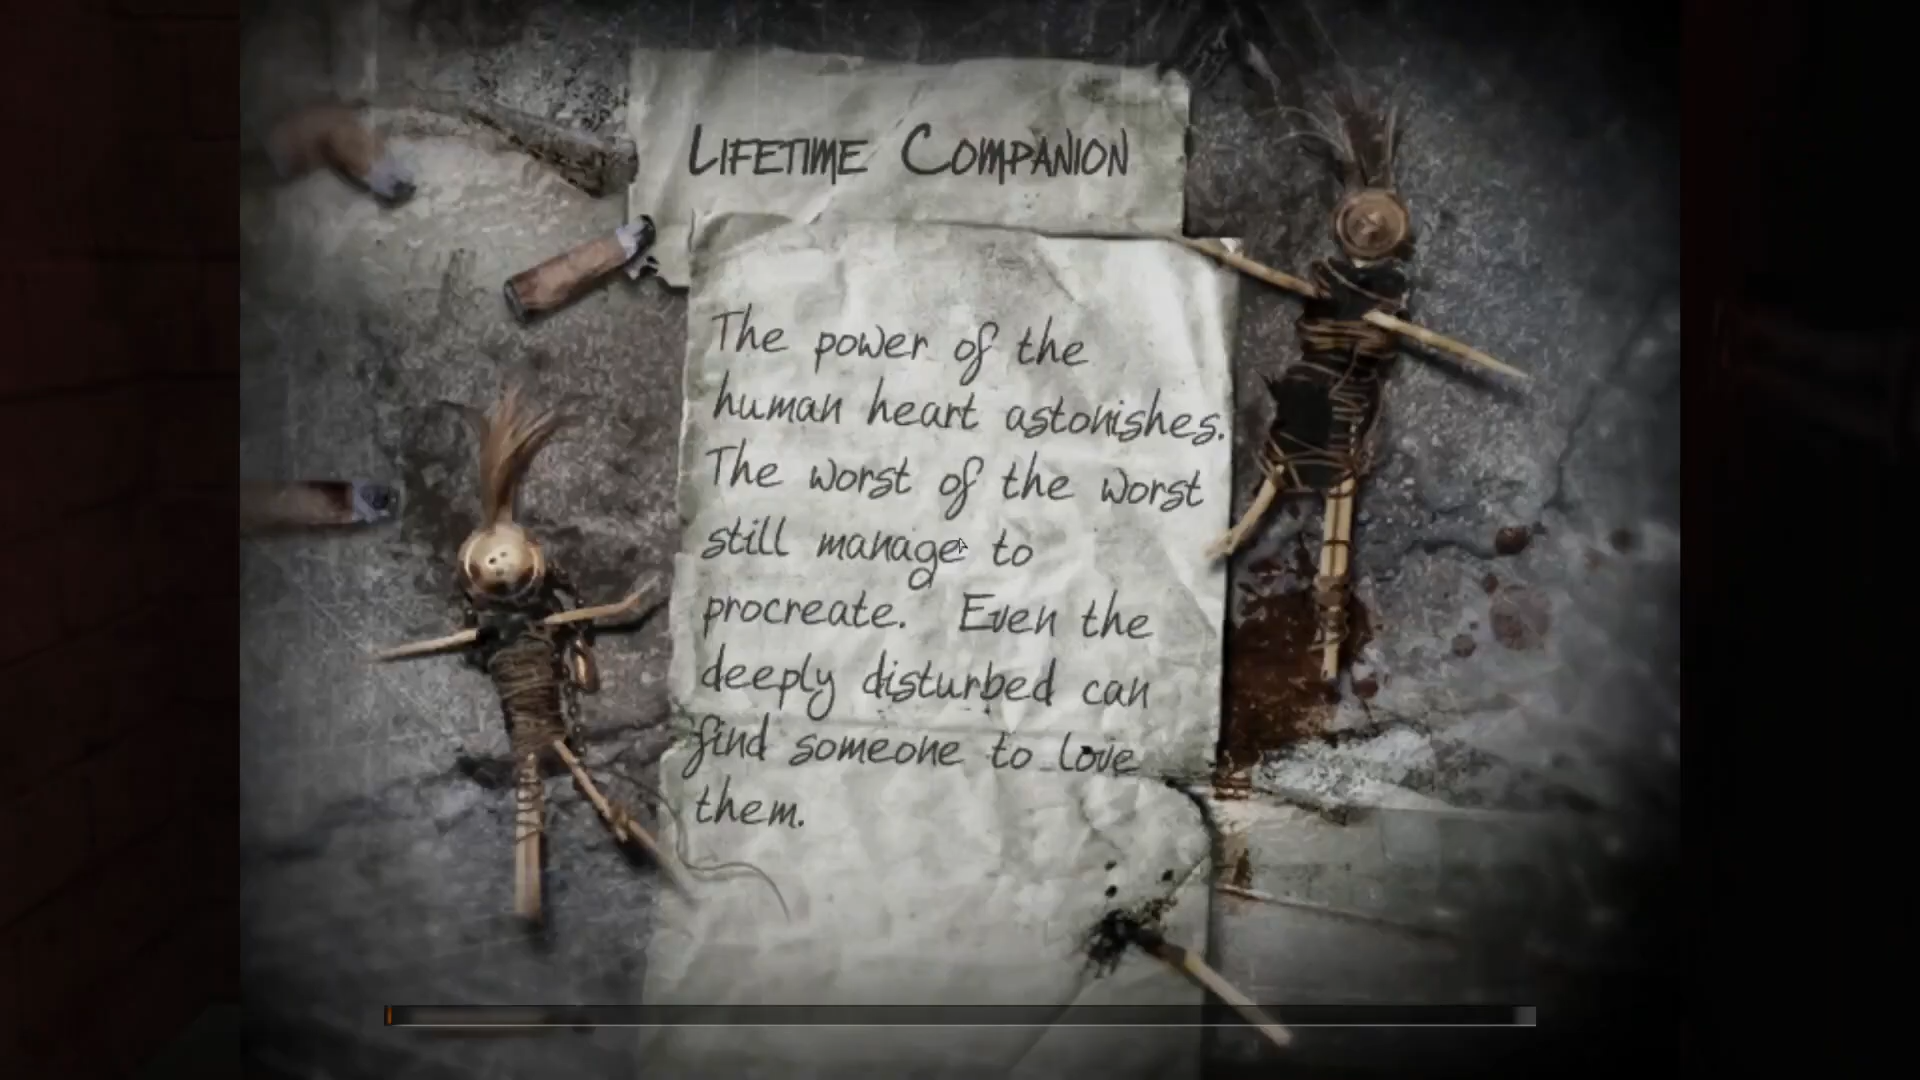 Lifetime Companion
The power of the
human heart astonishes.
The worst of the worst
still manage to
procreate. Even the
deeply disturbed can
find someone to love
them.